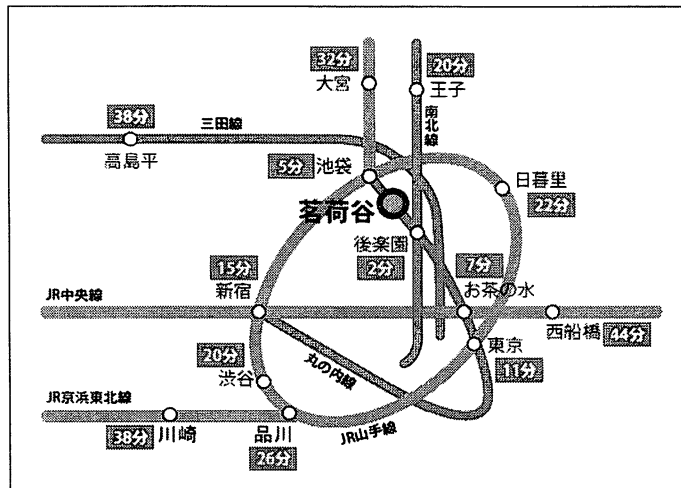 32分
大宮
20分
王子
38分
三田線
高島平
南北線
5分
池袋
日暮里
22分
茗荷谷
後楽園
2分
15分
新宿
7分
お茶の水
JR中央線
西船橋
44分
20分
渋谷
丸の内線
東京
11分
JR京浜東北線
38分
川崎
品川
26分
JR山手線